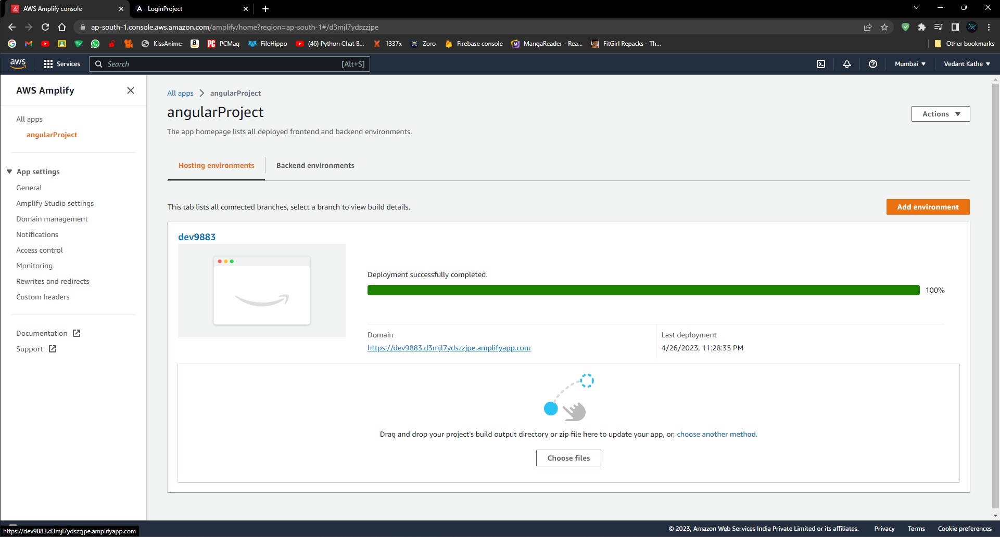 AWS Amplify console
LoginProject
ap-south-1.console.aws.amazon.com/amplify/home?region=ap-south-1#/d3mjl7ydszzjpe
KissAnime
PCMag
FileHippo
(46) Python Chat B...
1337x
Zoro
Firebase console
MangaReader - Rea...
FitGirl Repacks - Th...
Other bookmarks
aws
Services
Search
[Alt+S]
Mumbai
Vedant Kathe
AWS Amplify
All apps
angularProject
App settings
General
Amplify Studio settings
Domain management
Notifications
Access control
Monitoring
Rewrites and redirects
Custom headers
Documentation
Support
All apps
angularProject
angularProject
Actions
The app homepage lists all deployed frontend and backend environments.
Hosting environments
Backend environments
This tab lists all connected branches, select a branch to view build details.
Add environment
dev9883
Deployment successfully completed.
100%
Domain
https://dev9883.d3mjl7ydszzjpe.amplifyapp.com
Last deployment
4/26/2023, 11:28:35 PM
Drag and drop your project's build output directory or zip file here to update your app, or, choose another method.
Choose files
https://dev9883.d3mjl7ydszzjpe.amplifyapp.com
© 2023, Amazon Web Services India Private Limited or its affiliates.
Privacy
Terms
Cookie preferences